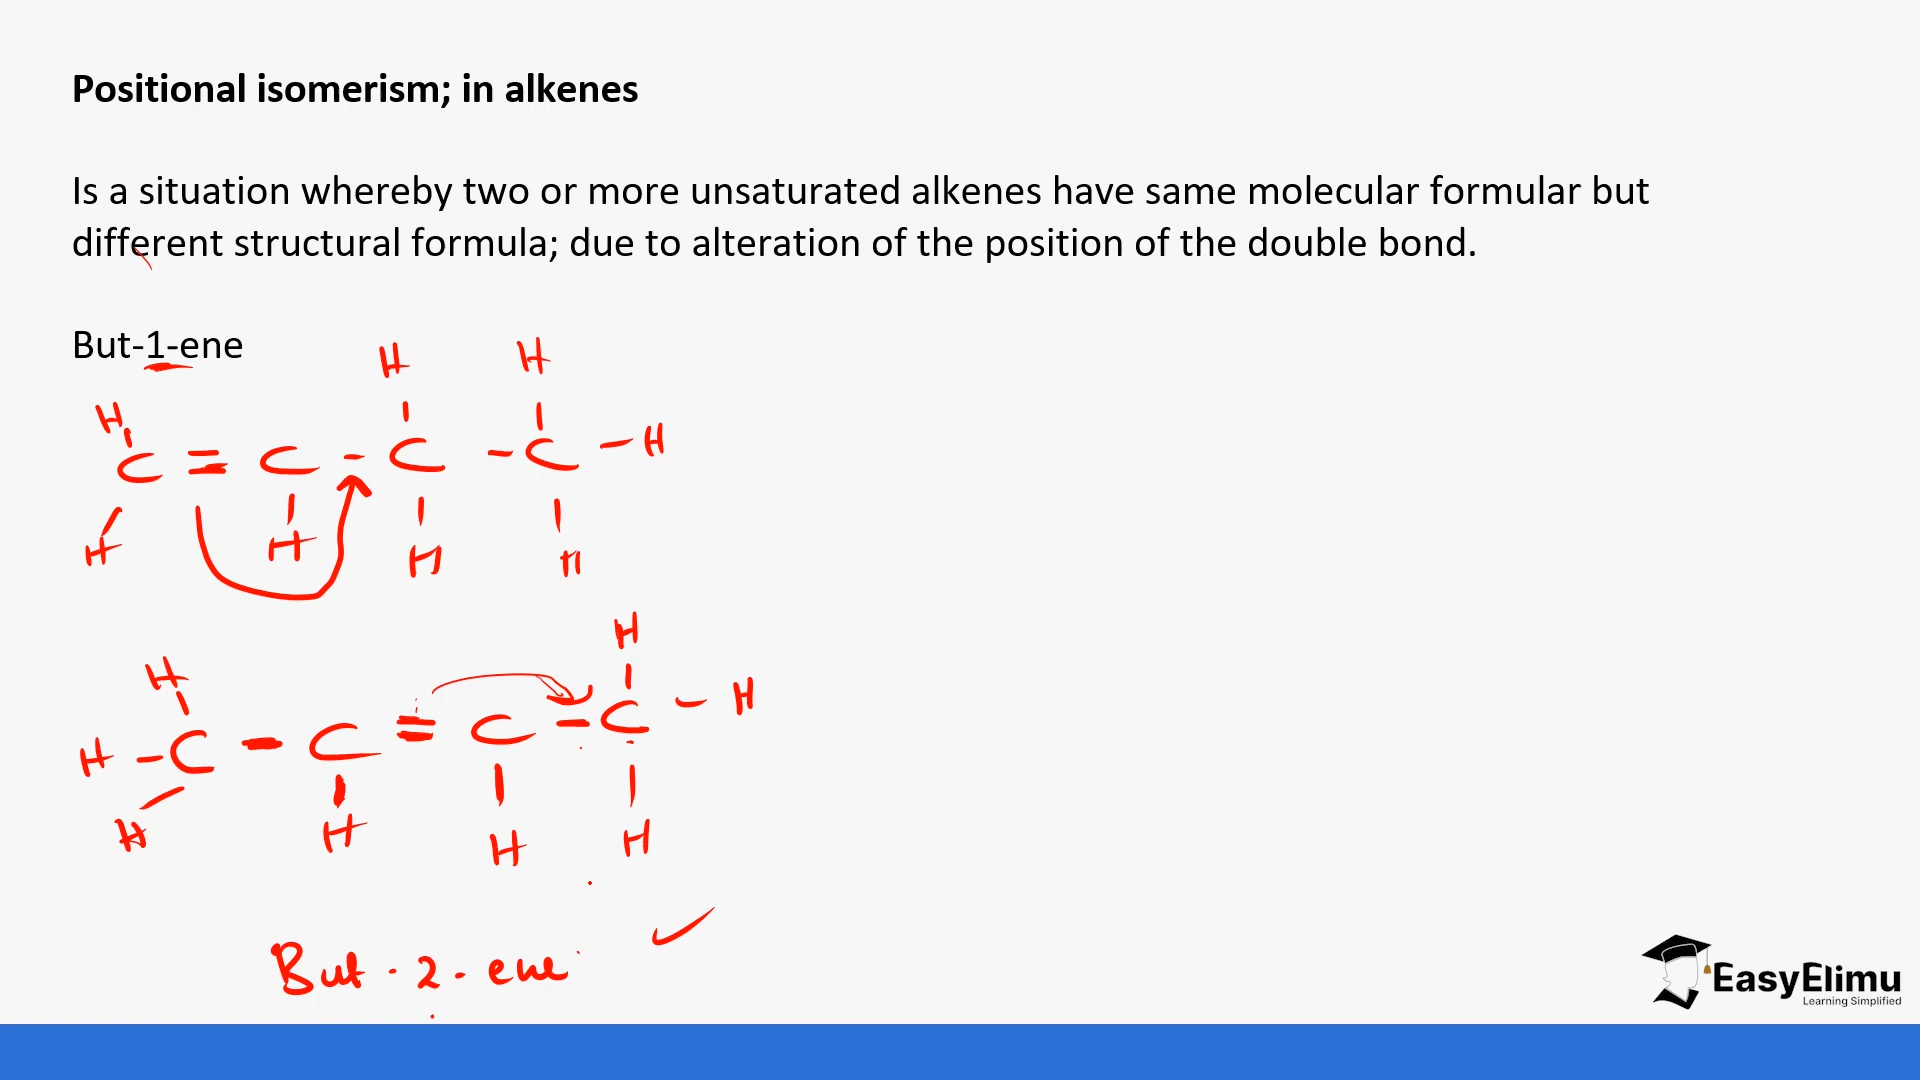 Positional isomerism; in alkenes
Is a situation whereby two or more unsaturated alkenes have same molecular formular but
different structural formula; due to alteration of the position of the double bond.
But-1-ene
H H
H
C = C - C - C - H
H H H H
H
H
H - C - C = C - C - H
H H H H
But-2-ene
EasyElimu
Learning Simplified